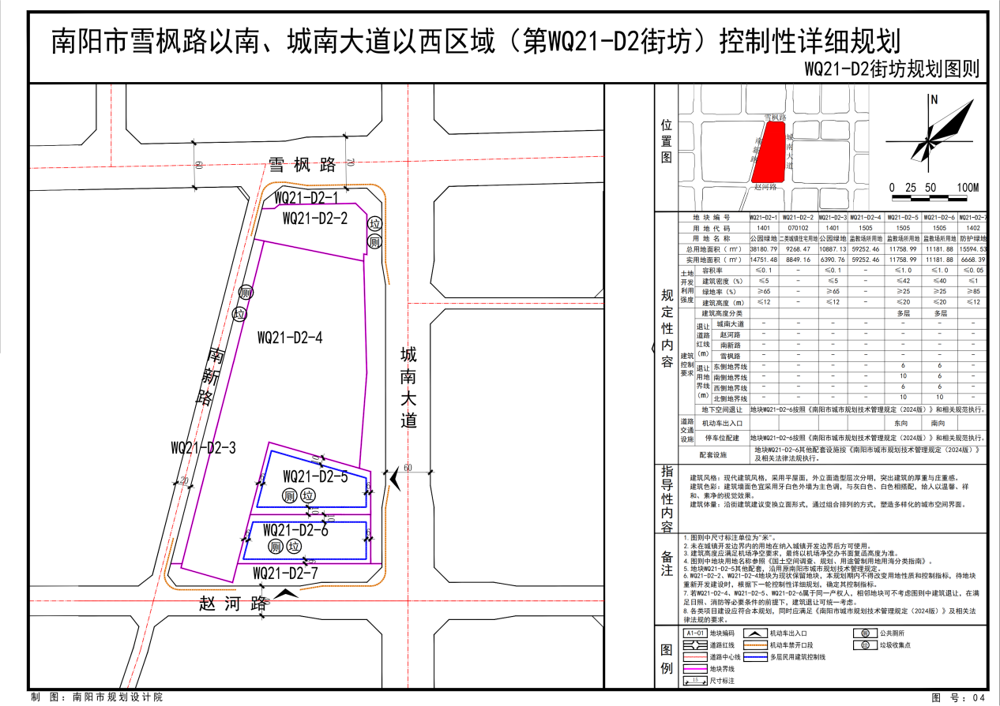 南阳市雪枫路以南、城南大道以西区域（第WQ21-D2街坊）控制性详细规划
WQ21-D2街坊规划图则
60
70
雪 枫 路
WQ21-D2-1
WQ21-D2-2
垃
厕
厕
垃
WQ21-D2-4
南新路
城南大道
WQ21-D2-3
20
WQ21-D2-5
厕 垃
60
WQ21-D2-6
厕 垃
WQ21-D2-7
赵 河 路
位置图
雪枫路
南新路
城南大道
赵河路
N
0 25 50 100M
规定性内容
地 块 编 号 WQ21-D2-1 WQ21-D2-2 WQ21-D2-3 WQ21-D2-4 WQ21-D2-5 WQ21-D2-6 WQ21-D2-7
用 地 代 码 1401 070102 1401 1505 1505 1505 1402
用 地 名 称 公园绿地 二类城镇住宅用地 公园绿地 监教场所用地 监教场所用地 监教场所用地 防护绿地
总用地面积（㎡） 38180.79 9268.47 10887.13 59252.46 11758.99 11181.88 15594.53
实用地面积（㎡） 14751.48 8849.16 6390.76 59252.46 11758.99 11181.88 6668.39
土地开发利用强度
容积率 ≤0.1 - ≤0.1 - ≤1.0 ≤1.0 ≤0.05
建筑密度（%） ≤5 - ≤5 - ≤42 ≤40 ≤1
绿地率（%） ≥65 - ≥65 - ≥25 ≥25 ≥85
建筑高度（m） ≤12 - ≤12 - ≤20 ≤20 ≤12
建筑控制要求
建筑高度分类 多层 多层
退让道路红线（m）
城南大道 - - - - - - -
赵河路 - - - - - - -
南新路 - - - - - - -
雪枫路 - - - - - - -
退让用地界线（m）
东侧地界线 - - - - 6 6 -
南侧地界线 - - - - 10 6 -
西侧地界线 - - - - 6 6 -
北侧地界线 - - - - 10 10 -
地下空间退让 地块WQ21-D2-6按照《南阳市城市规划技术管理规定（2024版）》和相关规范执行。
道路交通设施
机动车出入口 东向 南向
停车位配建 地块WQ21-D2-6按照《南阳市城市规划技术管理规定（2024版）》和相关规范执行。
配套设施 地块WQ21-D2-6其他配套设施按《南阳市城市规划技术管理规定（2024版）》
及相关法律法规执行。
指导性内容
建筑风格：现代建筑风格，采用平屋面，外立面造型层次分明，突出建筑的厚重与庄重感。
建筑色彩：建筑墙面色宜采用牙白色外墙为主色调，与灰白色、白色相搭配，给人以温馨、祥
和、素净的视觉效果。
建筑体量：沿街建筑建议变换立面形式，通过组合排列的方式，塑造多样化的城市空间界面。
备注
1.图则中尺寸标注单位为"米"。
2.未在城镇开发边界内的用地在纳入城镇开发边界后方可使用。
3.建筑高度应满足机场净空要求，最终以机场净空办书面复函高度为准。
4.图则中地块用地名称参照《国土空间调查、规划、用途管制用地用海分类指南》。
5.地块WQ21-D2-5其他配套，沿用原南阳市城市规划技术管理规定。
6.WQ21-D2-2、WQ21-D2-4地块为现状保留地块，本规划期内不得改变用地性质和控制指标，待地块
重新开发建设时，根据下一轮控制性详细规划，确定其控制指标。
7.若WQ21-D2-4、WQ21-D2-5、WQ21-D2-6属于同一产权人，相邻地块可不考虑图则中建筑退让，在满
足日照、消防等必要条件的前提下，建筑退让可统一考虑。
8.各类项目建设应符合本规划，同时应满足《南阳市城市规划技术管理规定（2024版）》及相关法
律法规的要求。
图例
A1-01 地块编码 机动车出入口 厕 公共厕所
道路红线 机动车禁开口段 垃 垃圾收集点
道路中心线 多层民用建筑控制线
地块界线
15 尺寸标注
制 图：南阳市规划设计院
图 号：04